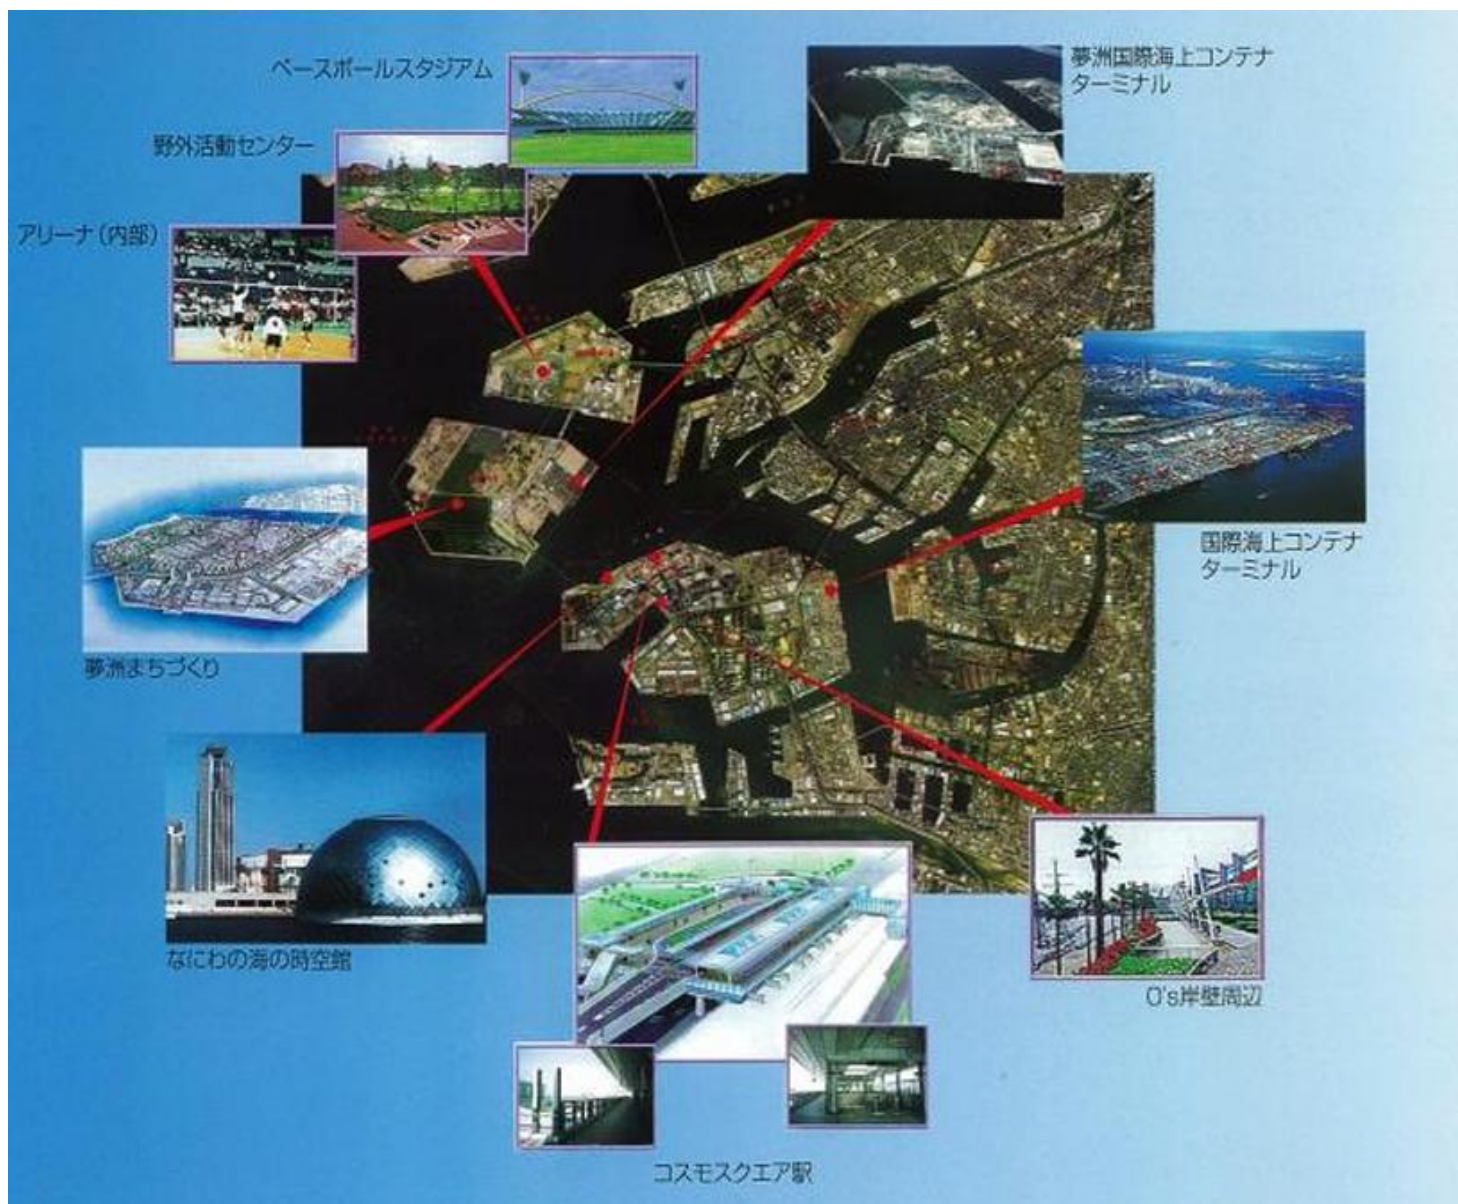 ベースボールスタジアム
夢洲国際海上コンテナ
ターミナル
野外活動センター
アリーナ(内部)
国際海上コンテナ
ターミナル
夢洲まちづくり
なにわの海の時空館
O's岸壁周辺
コスモスクエア駅